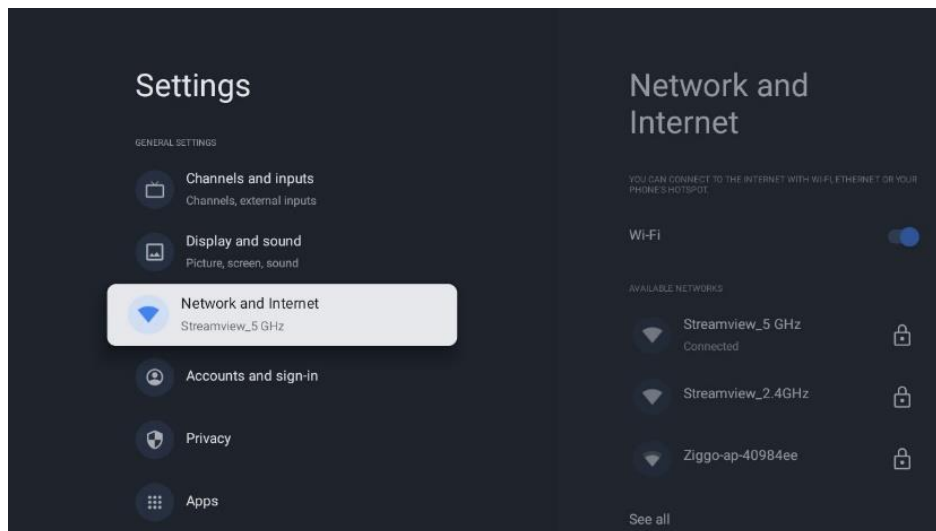 Settings
GENERAL SETTINGS
Channels and inputs
Channels, external inputs
Display and sound
Picture, screen, sound
Network and Internet
Streamview_5 GHz
Accounts and sign-in
Privacy
Apps
Network and
Internet
YOU CAN CONNECT TO THE INTERNET WITH WI-FI, ETHERNET OR YOUR
PHONE'S HOTSPOT.
Wi-Fi
AVAILABLE NETWORKS
Streamview_5 GHz
Connected
Streamview_2.4GHz
Ziggo-ap-40984ee
See all